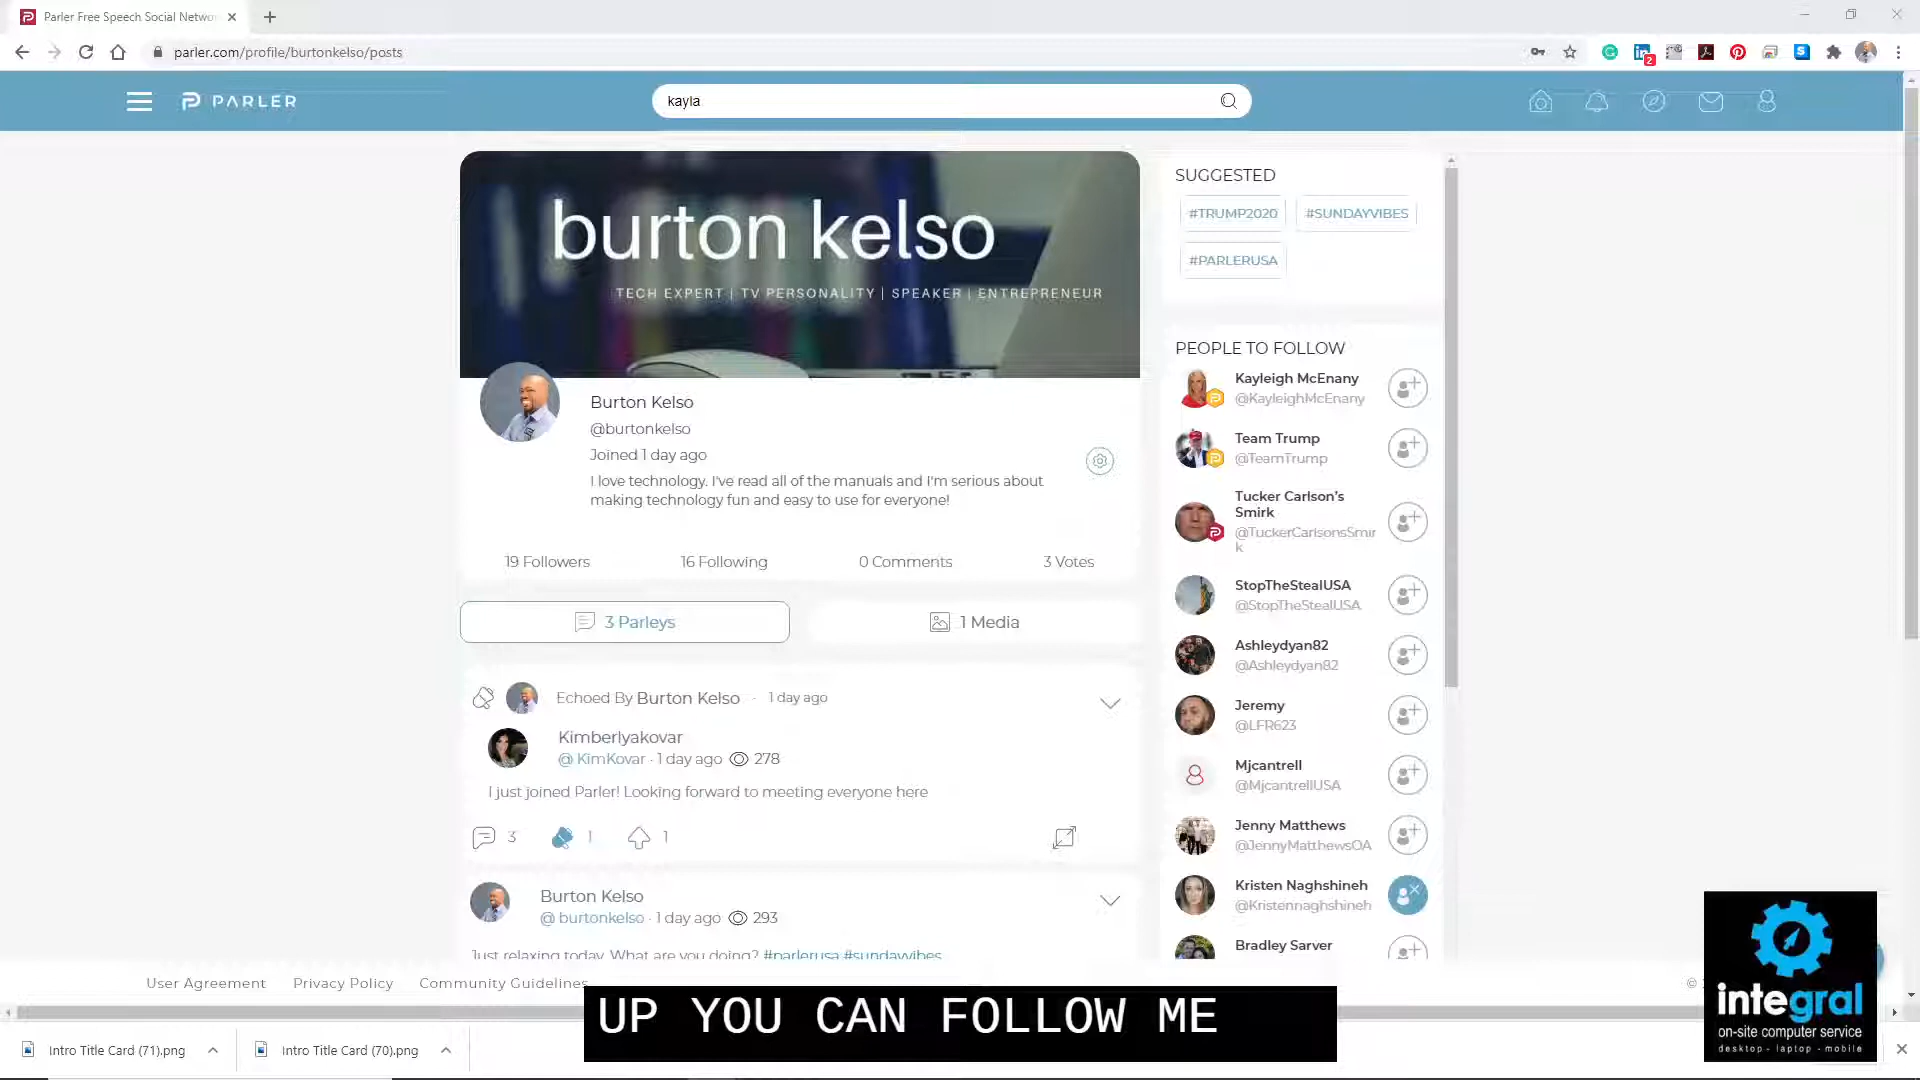 Parler Free Speech Social Networ
parler.com/profile/burtonkelso/posts
2
PARLER
kayla
burton kelso
TECH EXPERT | TV PERSONALITY | SPEAKER | ENTREPRENEUR
Burton Kelso
@burtonkelso
Joined 1 day ago
I love technology. I've read all of the manuals and I'm serious about
making technology fun and easy to use for everyone!
19 Followers 16 Following 0 Comments 3 Votes
3 Parleys 1 Media
Echoed By Burton Kelso - 1 day ago
Kimberlyakovar
@ KimKovar · 1 day ago 278
I just joined Parler! Looking forward to meeting everyone here
3 1 1
Burton Kelso
@ burtonkelso · 1 day ago 293
Just relaxing today. What are you doing? #parlerusa #sundayvibes
SUGGESTED
#TRUMP2020 #SUNDAYVIBES
#PARLERUSA
PEOPLE TO FOLLOW
Kayleigh McEnany
@KayleighMcEnany
Team Trump
@TeamTrump
Tucker Carlson's
Smirk
@TuckerCarlsonsSmir
k
StopTheStealUSA
@StopTheStealUSA
Ashleydyan82
@Ashleydyan82
Jeremy
@LFR623
Mjcantrell
@MjcantrellUSA
Jenny Matthews
@JennyMatthewsOA
Kristen Naghshineh
@Kristennaghshineh
Bradley Sarver
User Agreement Privacy Policy Community Guidelines
©
UP YOU CAN FOLLOW ME
integral
on-site computer service
desktop - laptop - mobile
Intro Title Card (71).png Intro Title Card (70).png